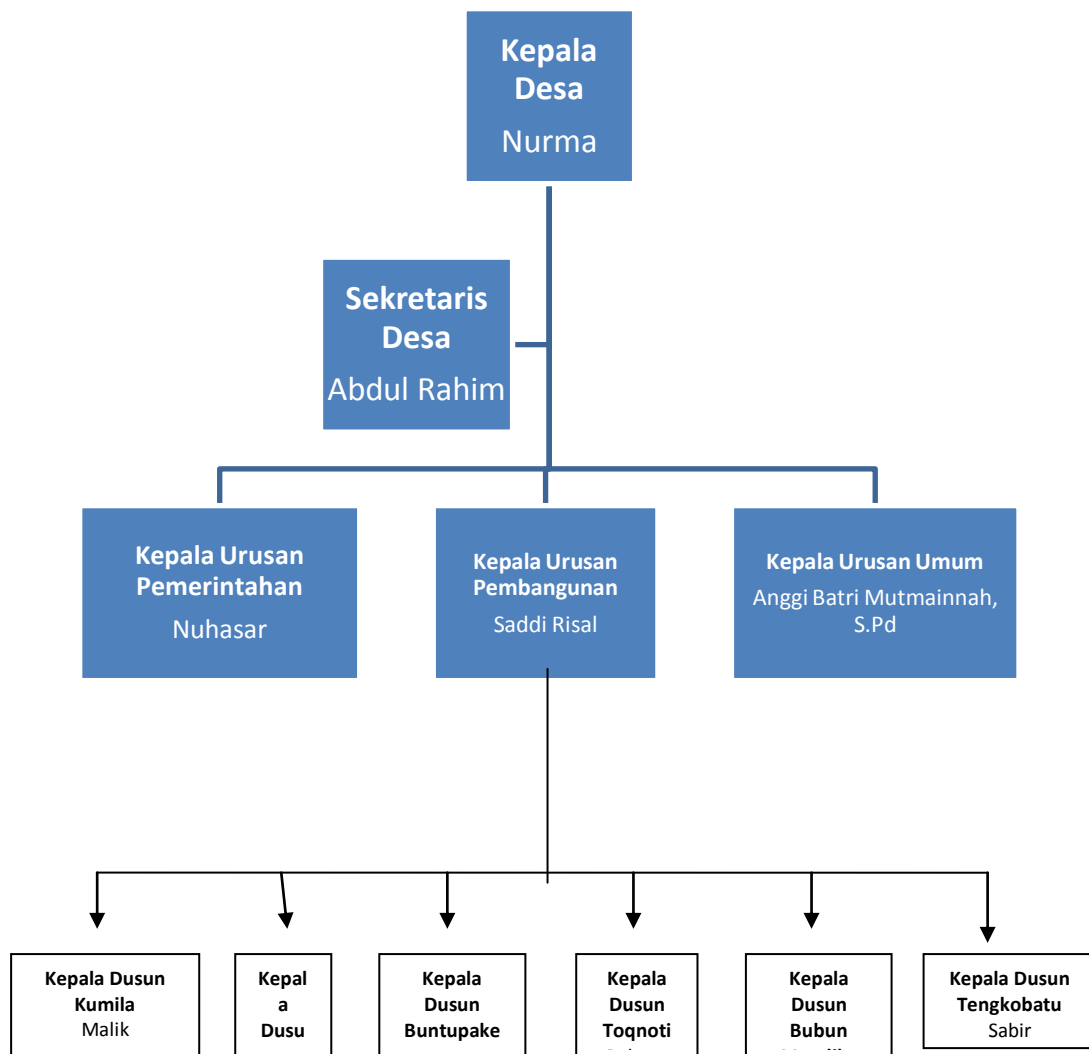 Kepala
Desa
Nurma
Sekretaris
Desa
Abdul Rahim
Kepala Urusan
Pemerintahan
Nuhasar
Kepala Urusan
Pembangunan
Saddi Risal
Kepala Urusan Umum
Anggi Batri Mutmainnah,
S.Pd
Kepala Dusun
Kumila
Malik
Kepal
a
Dusu
Kepala
Dusun
Buntupake
Kepala
Dusun
Toqnoti
Kepala
Dusun
Bubun
Kepala Dusun
Tengkobatu
Sabir